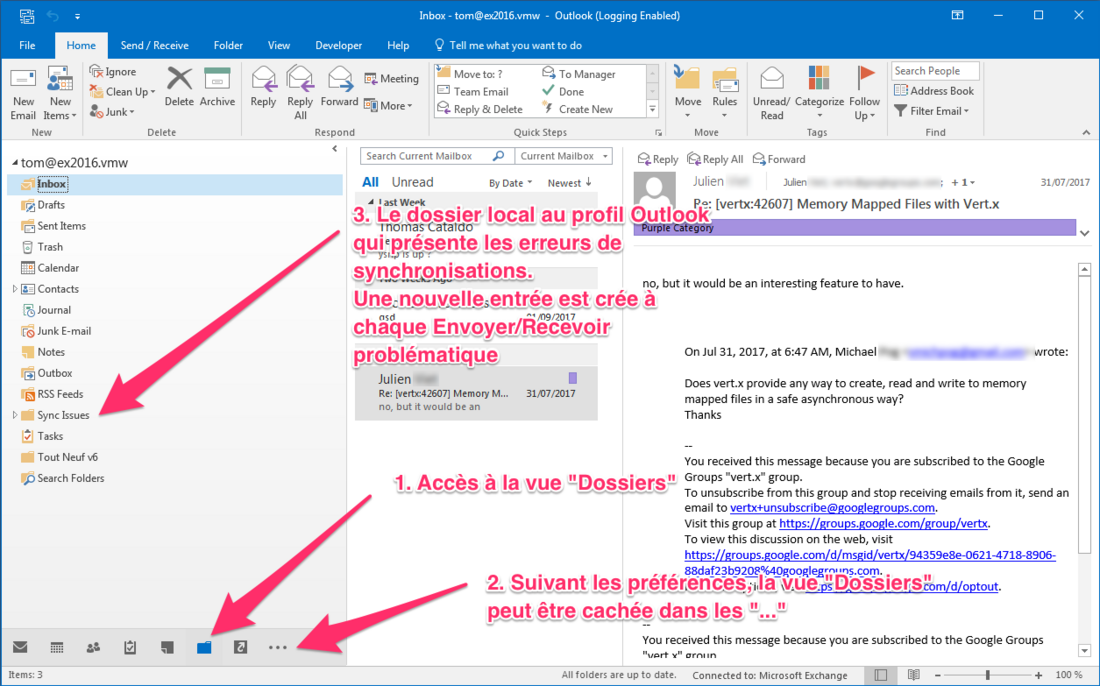 Inbox - tom@ex2016.vmw - Outlook (Logging Enabled)
File Home Send / Receive Folder View Developer Help Tell me what you want to do
New Email
New Items
New
Ignore
Clean Up
Junk
Delete
Archive
Delete
Reply
Reply All
Forward
Meeting
More
Respond
Move to: ?
Team Email
Reply & Delete
To Manager
Done
Create New
Quick Steps
Move
Rules
Move
Unread/ Read
Categorize
Follow Up
Tags
Search People
Address Book
Filter Email
Find
tom@ex2016.vmw
Inbox
Drafts
Sent Items
Trash
Calendar
Contacts
Journal
Junk E-mail
Notes
Outbox
RSS Feeds
Sync Issues
Tasks
Tout Neuf v6
Search Folders
Search Current Mailbox Current Mailbox
All Unread By Date Newest
Last Week
Thomas Cataldo
3. Le dossier local au profil Outlook
qui présente les erreurs de
synchronisations.
Une nouvelle entrée est crée à
chaque Envoyer/Recevoir
problématique
01/09/2017
Julien
Re: [vertx:42607] Memory M... 31/07/2017
no, but it would be an
1. Accès à la vue "Dossiers"
2. Suivant les préférences, la vue "Dossiers"
peut être cachée dans les "..."
Reply Reply All Forward
Julien Julien + 1 31/07/2017
Re: [vertx:42607] Memory Mapped Files with Vert.x
Purple Category
no, but it would be an interesting feature to have.
On Jul 31, 2017, at 6:47 AM, Michael wrote:
Does vert.x provide any way to create, read and write to memory
mapped files in a safe asynchronous way?
Thanks
--
You received this message because you are subscribed to the Google
Groups "vert.x" group.
To unsubscribe from this group and stop receiving emails from it, send an
email to vertx+unsubscribe@googlegroups.com.
Visit this group at https://groups.google.com/group/vertx.
To view this discussion on the web, visit
https://groups.google.com/d/msgid/vertx/94359e8e-0621-4718-8906-
88daf23b9208%40googlegroups.com.
/d/optout.
--
You received this message because you are subscribed to the Google Groups
"vert.x" group.
Items: 3 All folders are up to date. Connected to: Microsoft Exchange 100 %